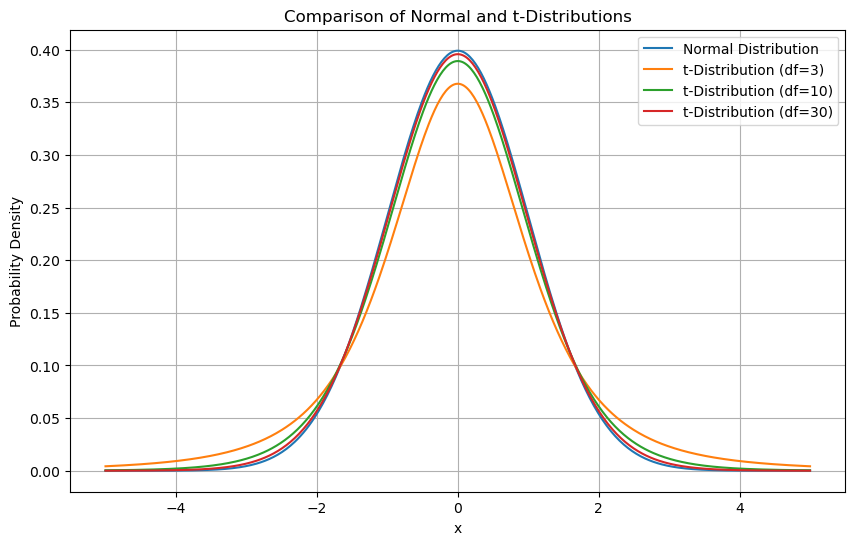 Comparison of Normal and t-Distributions
Normal Distribution
t-Distribution (df=3)
t-Distribution (df=10)
t-Distribution (df=30)
Probability Density
0.40
0.35
0.30
0.25
0.20
0.15
0.10
0.05
0.00
−4
−2
0
2
4
x